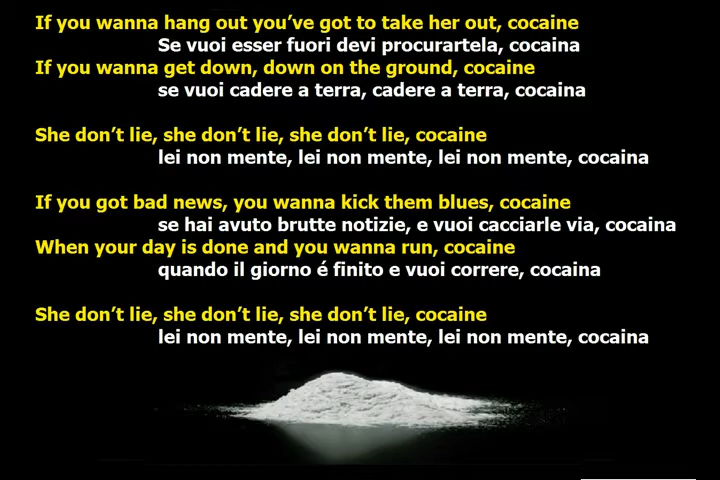 If you wanna hang out you've got to take her out, cocaine
Se vuoi esser fuori devi procurartela, cocaina
If you wanna get down, down on the ground, cocaine
se vuoi cadere a terra, cadere a terra, cocaina
She don't lie, she don't lie, she don't lie, cocaine
lei non mente, lei non mente, lei non mente, cocaina
If you got bad news, you wanna kick them blues, cocaine
se hai avuto brutte notizie, e vuoi cacciarle via, cocaina
When your day is done and you wanna run, cocaine
quando il giorno é finito e vuoi correre, cocaina
She don't lie, she don't lie, she don't lie, cocaine
lei non mente, lei non mente, lei non mente, cocaina